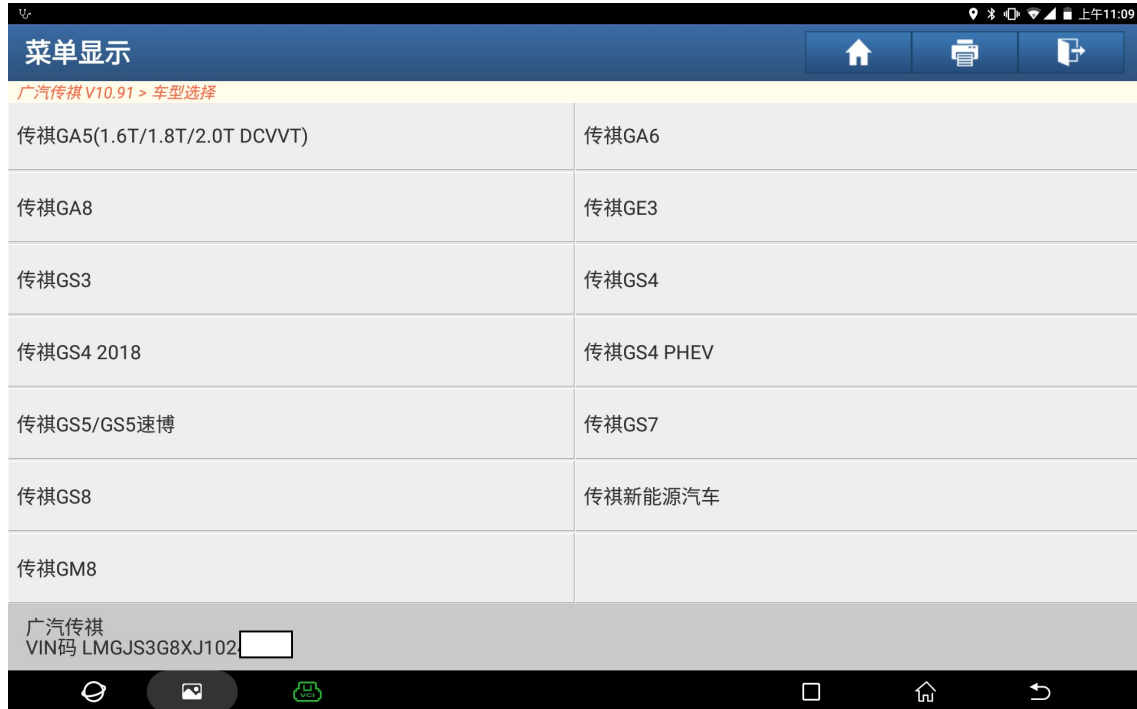 上午11:09
菜单显示
广汽传祺 V10.91 > 车型选择
传祺GA5(1.6T/1.8T/2.0T DCVVT)
传祺GA6
传祺GA8
传祺GE3
传祺GS3
传祺GS4
传祺GS4 2018
传祺GS4 PHEV
传祺GS5/GS5速博
传祺GS7
传祺GS8
传祺新能源汽车
传祺GM8
广汽传祺
VIN码 LMGJS3G8XJ102
VCI